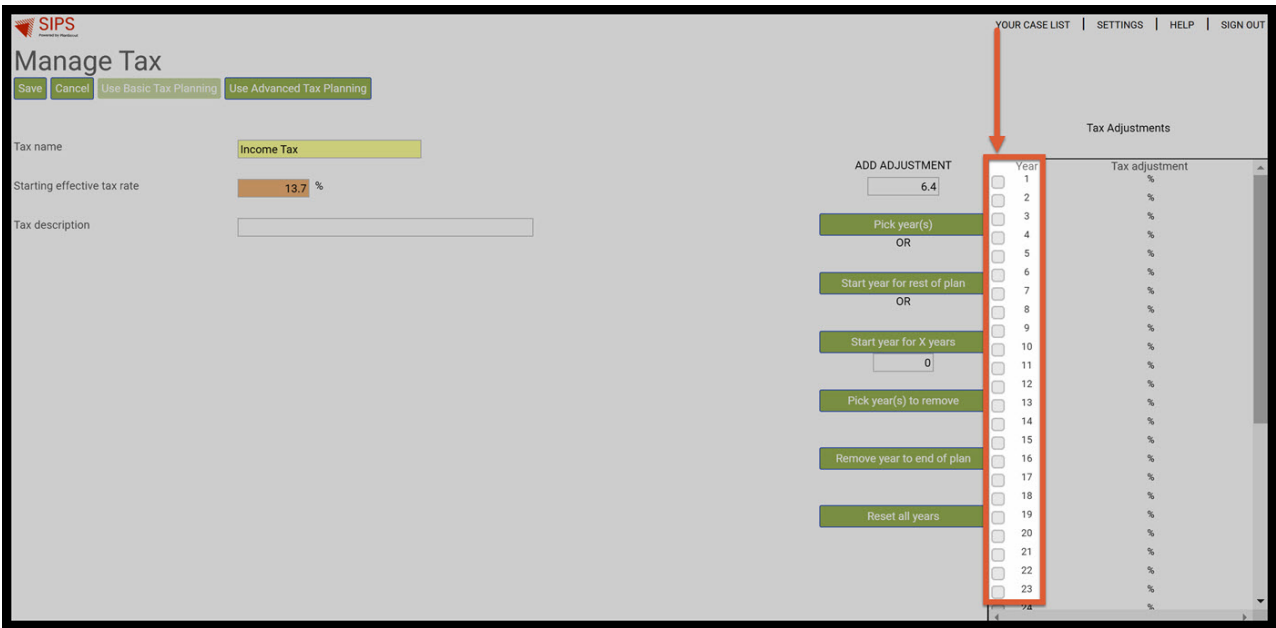 SIPS
YOUR CASE LIST | SETTINGS | HELP | SIGN OUT
Manage Tax
Save Cancel Use Basic Tax Planning Use Advanced Tax Planning
Tax Adjustments
Tax name Income Tax
Starting effective tax rate 13.7 %
Tax description
ADD ADJUSTMENT
6.4
Pick year(s)
OR
Start year for rest of plan
OR
Start year for X years
0
Pick year(s) to remove
Remove year to end of plan
Reset all years
Year Tax adjustment
1 %
2 %
3 %
4 %
5 %
6 %
7 %
8 %
9 %
10 %
11 %
12 %
13 %
14 %
15 %
16 %
17 %
18 %
19 %
20 %
21 %
22 %
23 %
24 %